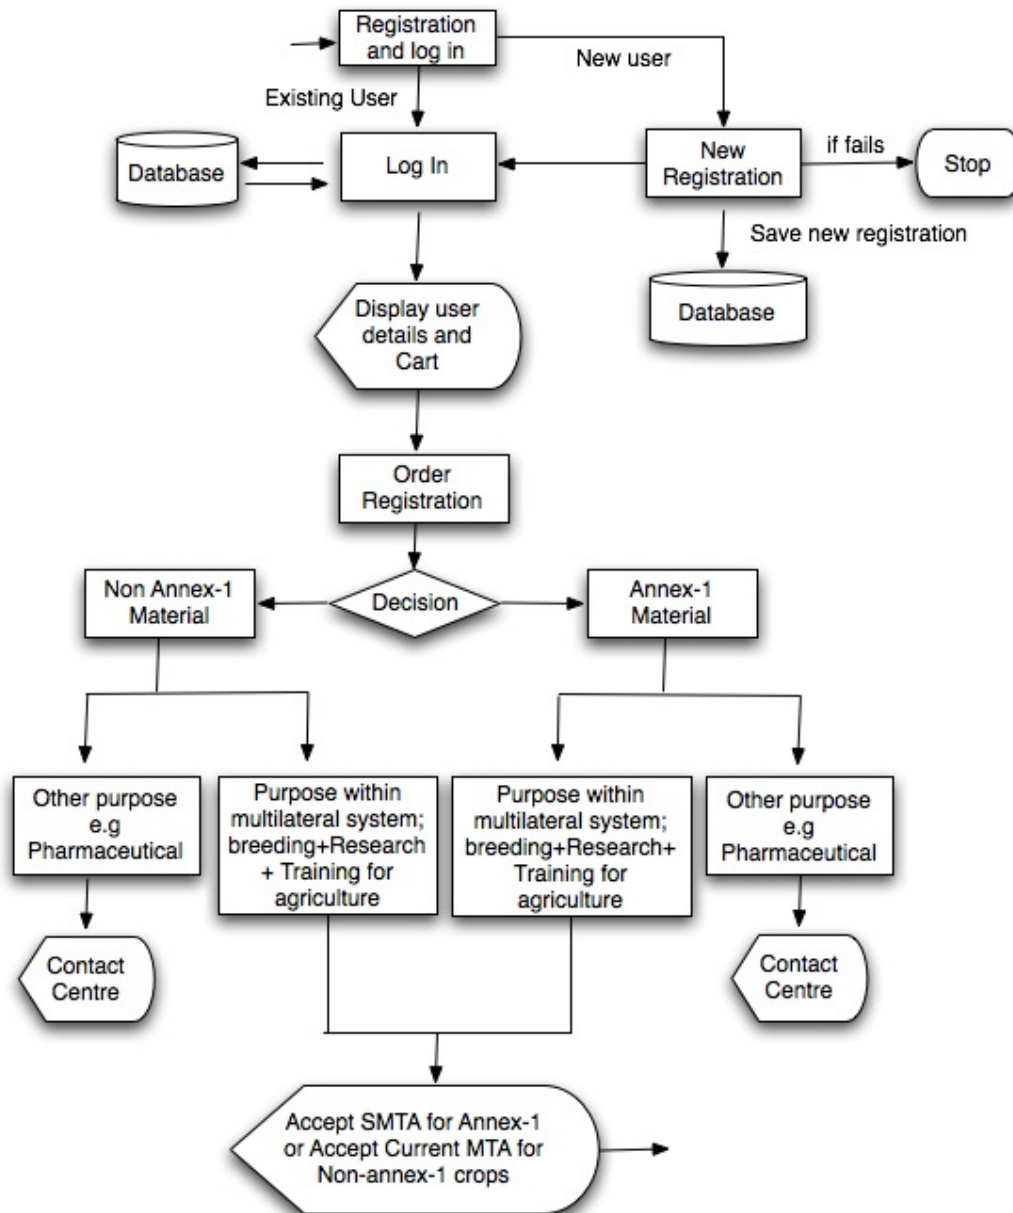 Registration
and log in
New user
Existing User
Database
Log In
New
Registration
if fails
Stop
Save new registration
Database
Display user
details and
Cart
Order
Registration
Non Annex-1
Material
Decision
Annex-1
Material
Other purpose
e.g
Pharmaceutical
Purpose within
multilateral system;
breeding+Research
+ Training for
agriculture
Purpose within
multilateral system;
breeding+Research+
Training for
agriculture
Other purpose
e.g
Pharmaceutical
Contact
Centre
Contact
Centre
Accept SMTA for Annex-1
or Accept Current MTA for
Non-annex-1 crops